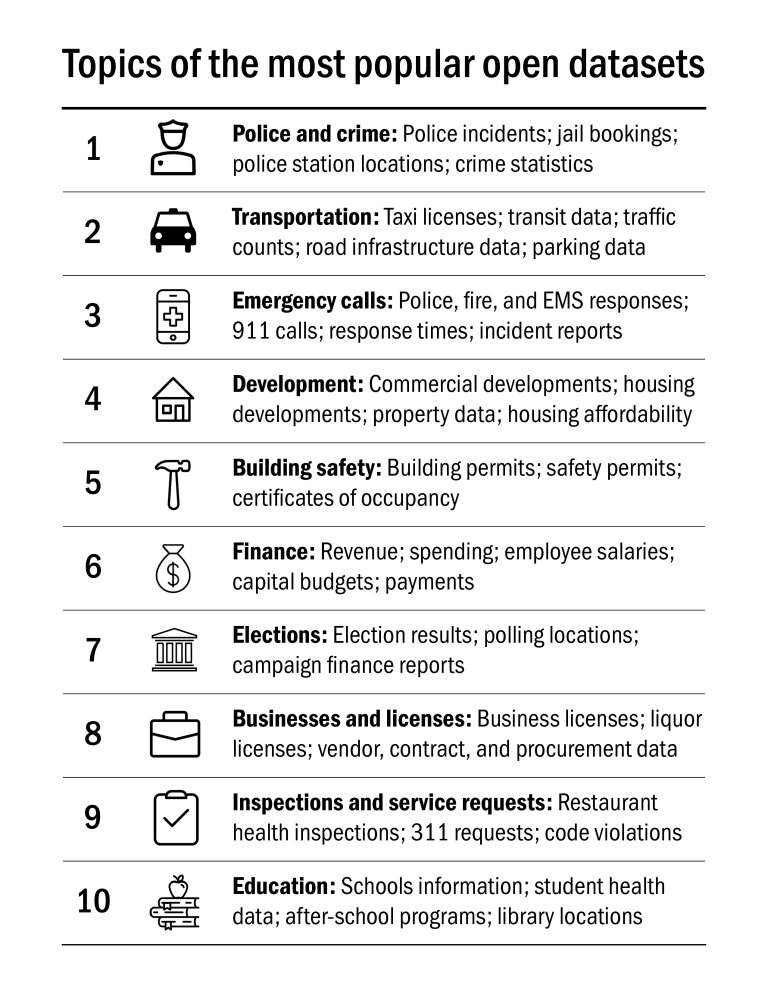 Topics of the most popular open datasets
1
Police and crime: Police incidents; jail bookings;
police station locations; crime statistics
2
Transportation: Taxi licenses; transit data; traffic
counts; road infrastructure data; parking data
3
Emergency calls: Police, fire, and EMS responses;
911 calls; response times; incident reports
4
Development: Commercial developments; housing
developments; property data; housing affordability
5
Building safety: Building permits; safety permits;
certificates of occupancy
6
$
Finance: Revenue; spending; employee salaries;
capital budgets; payments
7
Elections: Election results; polling locations;
campaign finance reports
8
Businesses and licenses: Business licenses; liquor
licenses; vendor, contract, and procurement data
9
Inspections and service requests: Restaurant
health inspections; 311 requests; code violations
10
Education: Schools information; student health
data; after-school programs; library locations